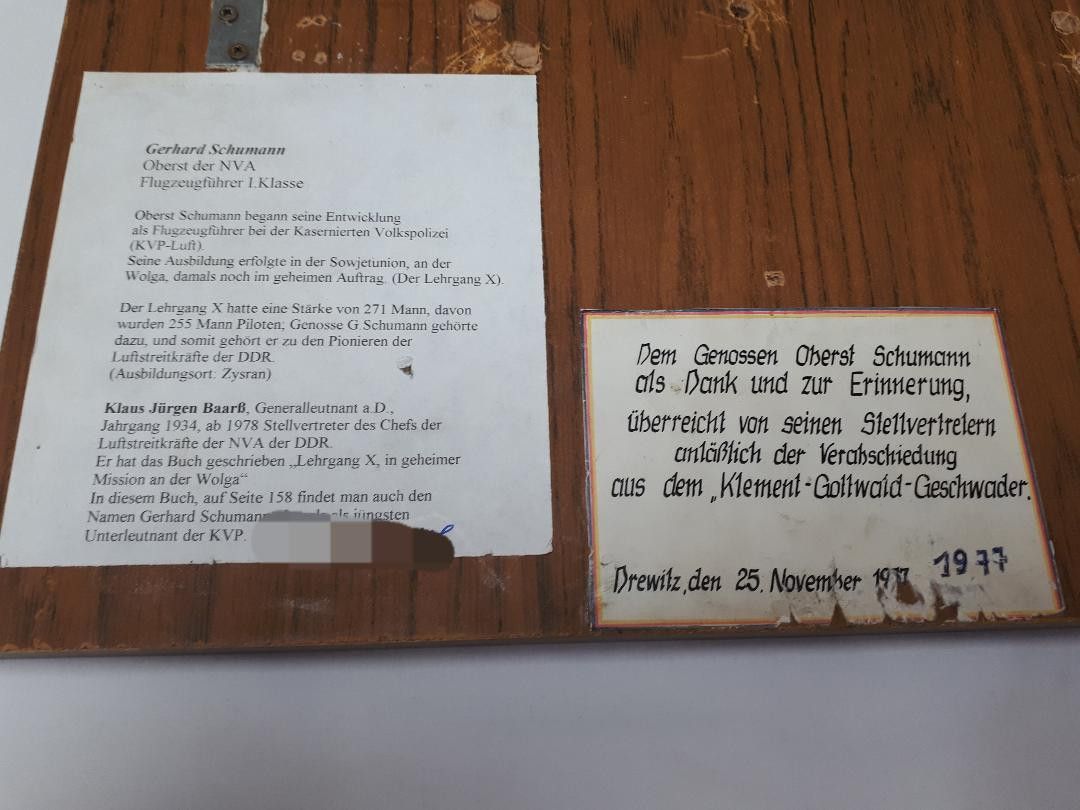 Gerhard Schumann
Oberst der NVA
Flugzeugführer I.Klasse
Oberst Schumann begann seine Entwicklung
als Flugzeugführer bei der Kasernierten Volkspolizei
(KVP-Luft).
Seine Ausbildung erfolgte in der Sowjetunion, an der
Wolga, damals noch im geheimen Auftrag. (Der Lehrgang X).
Der Lehrgang X hatte eine Stärke von 271 Mann, davon
wurden 255 Mann Piloten; Genosse G.Schumann gehörte
dazu, und somit gehört er zu den Pionieren der
Luftstreitkräfte der DDR.
(Ausbildungsort: Zysran)
Klaus Jürgen Baarß, Generalleutnant a.D.,
Jahrgang 1934, ab 1978 Stellvertreter des Chefs der
Luftstreitkräfte der NVA der DDR.
Er hat das Buch geschrieben „Lehrgang X, in geheimer
Mission an der Wolga“
In diesem Buch, auf Seite 158 findet man auch den
Namen Gerhard Schumann als jüngsten
Unterleutnant der KVP.
Dem Genossen Oberst Schumann
als Dank und zur Erinnerung,
überreicht von seinen Stellvertretern
anläßlich der Verabschiedung
aus dem „Klement-Gottwald-Geschwader.
Drewitz, den 25. November 1977 1977